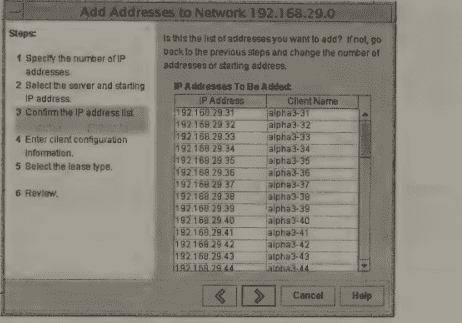 Add Addresses to Network 192.168.29.0
Steps:
1 Specify the number of IP
addresses.
2 Select the server and starting
IP address.
3 Confirm the IP address list.
4 Enter client configuration
information.
5 Select the lease type.
6 Review.
Is this the list of addresses you want to add? If not, go
back to the previous steps and change the number of
addresses or starting address.
IP Addresses To Be Added:
IP Address Client Name
192.168.29.31 alpha3-31
192.168.29.32 alpha3-32
192.168.29.33 alpha3-33
192.168.29.34 alpha3-34
192.168.29.35 alpha3-35
192.168.29.36 alpha3-36
192.168.29.37 alpha3-37
192.168.29.38 alpha3-38
192.168.29.39 alpha3-39
192.168.29.40 alpha3-40
192.168.29.41 alpha3-41
192.168.29.42 alpha3-42
192.168.29.43 alpha3-43
192.168.29.44 alpha3-44
Cancel Help